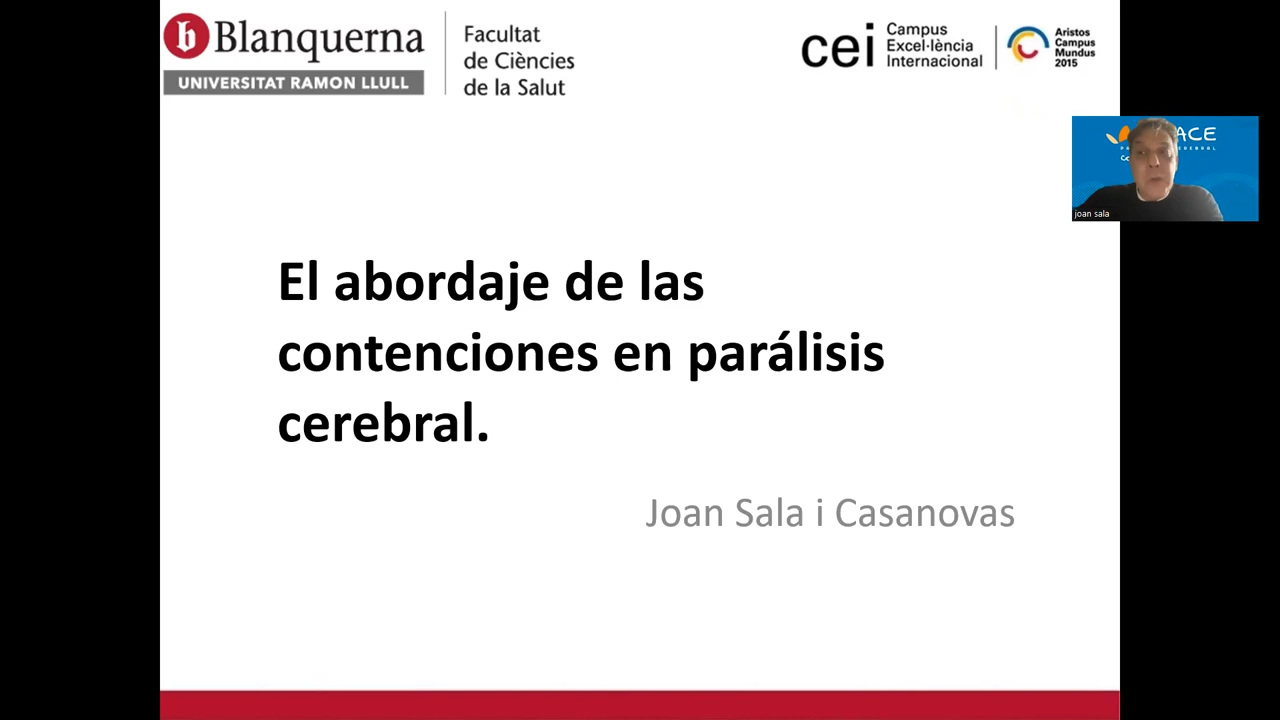 Blanquerna
UNIVERSITAT RAMON LLULL
Facultat
de Ciències
de la Salut
cei
Campus
Excel·lència
Internacional
Aristos
Campus
Mundus
2015
ACE
joan sala
El abordaje de las
contenciones en parálisis
cerebral.
Joan Sala i Casanovas